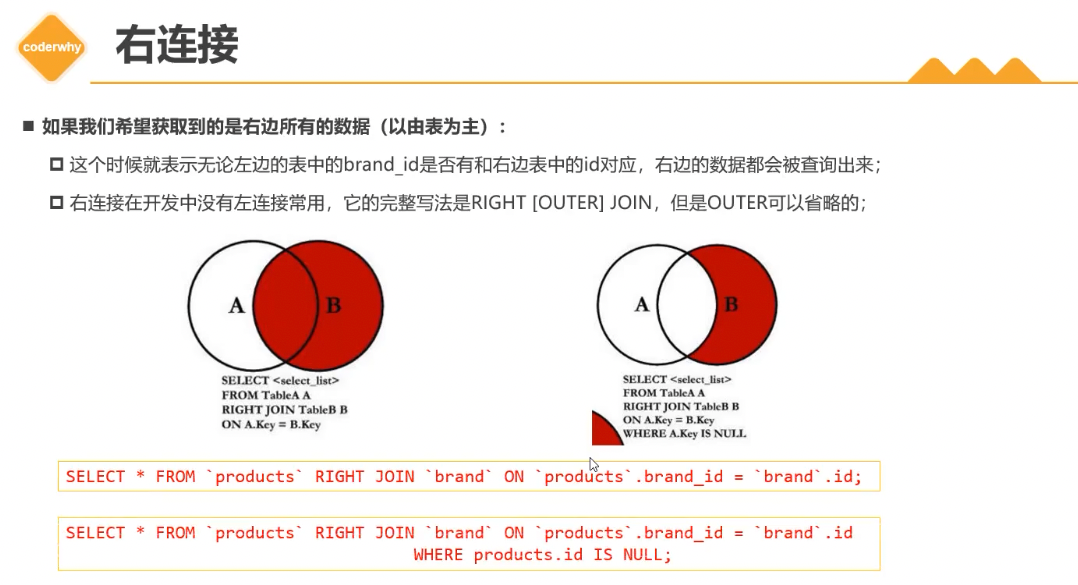 coderwhy
右连接
如果我们希望获取到的是右边所有的数据（以由表为主）：
这个时候就表示无论左边的表中的brand_id是否有和右边表中的id对应，右边的数据都会被查询出来；
右连接在开发中没有左连接常用，它的完整写法是RIGHT [OUTER] JOIN，但是OUTER可以省略的；
A
B
SELECT <select_list>
FROM TableA A
RIGHT JOIN TableB B
ON A.Key = B.Key
A
B
SELECT <select_list>
FROM TableA A
RIGHT JOIN TableB B
ON A.Key = B.Key
WHERE A.Key IS NULL
SELECT * FROM `products` RIGHT JOIN `brand` ON `products`.brand_id = `brand`.id;
SELECT * FROM `products` RIGHT JOIN `brand` ON `products`.brand_id = `brand`.id
WHERE products.id IS NULL;